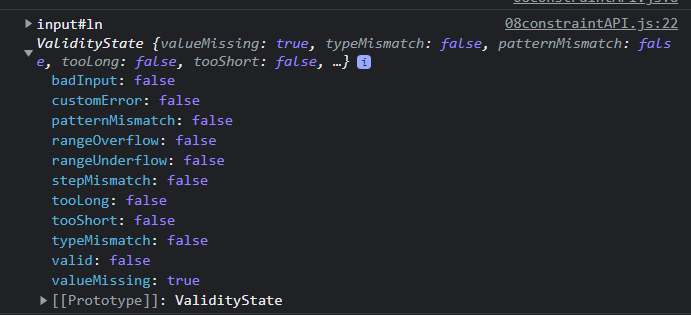 input#ln 08constraintAPI.js:22
ValidityState {valueMissing: true, typeMismatch: false, patternMismatch: fals
e, tooLong: false, tooShort: false, …} i
badInput: false
customError: false
patternMismatch: false
rangeOverflow: false
rangeUnderflow: false
stepMismatch: false
tooLong: false
tooShort: false
typeMismatch: false
valid: false
valueMissing: true
[[Prototype]]: ValidityState